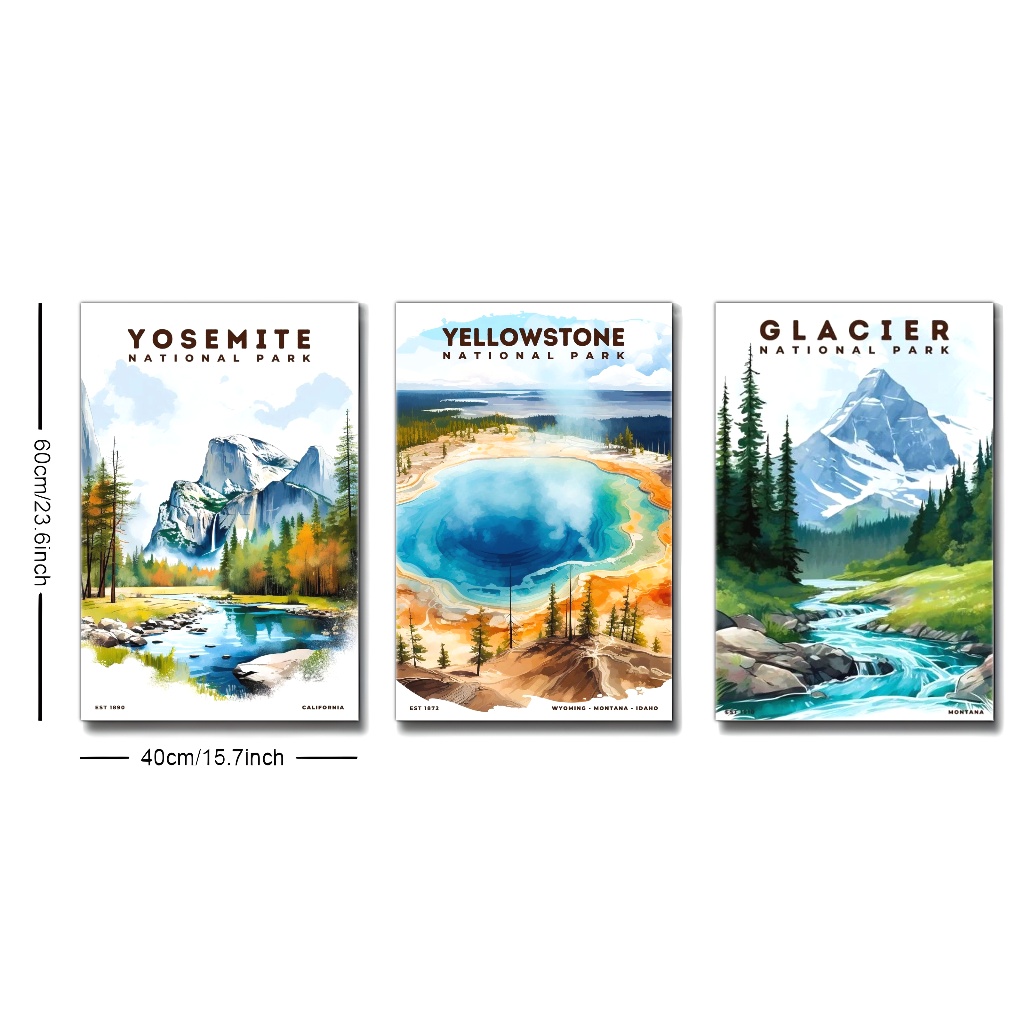 YOSEMITE
NATIONAL PARK
EST 1890
CALIFORNIA
YELLOWSTONE
NATIONAL PARK
EST 1872
WYOMING - MONTANA - IDAHO
GLACIER
NATIONAL PARK
EST
MONTANA
60cm/23.6inch
40cm/15.7inch